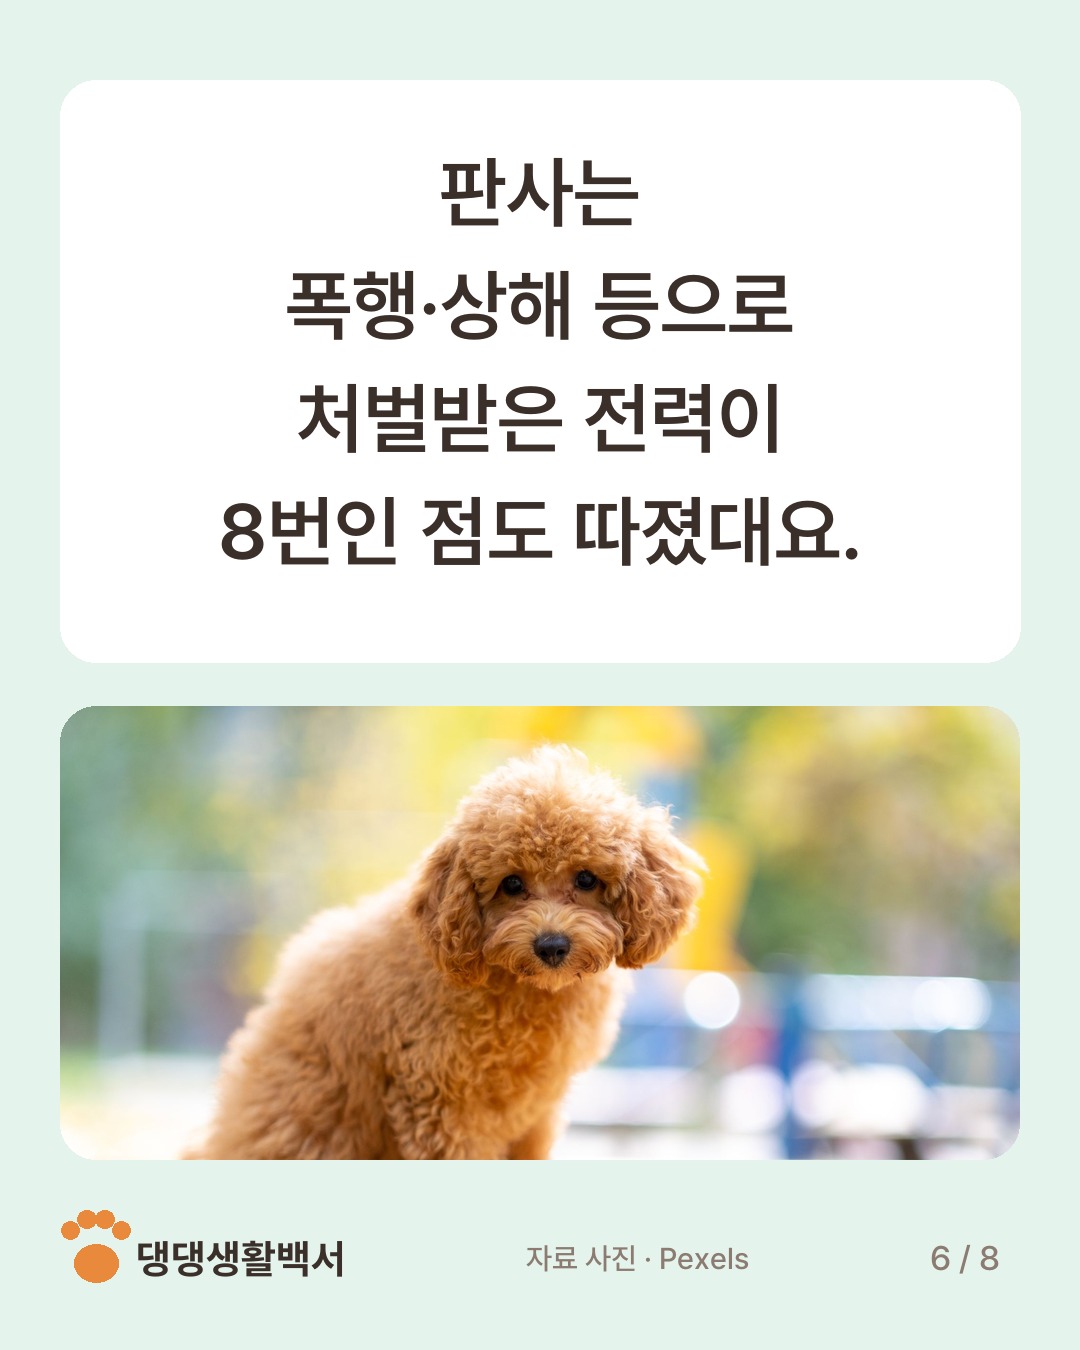 판사는
폭행·상해 등으로
처벌받은 전력이
8번인 점도 따졌대요.
댕댕생활백서
자료 사진 · Pexels
6 / 8